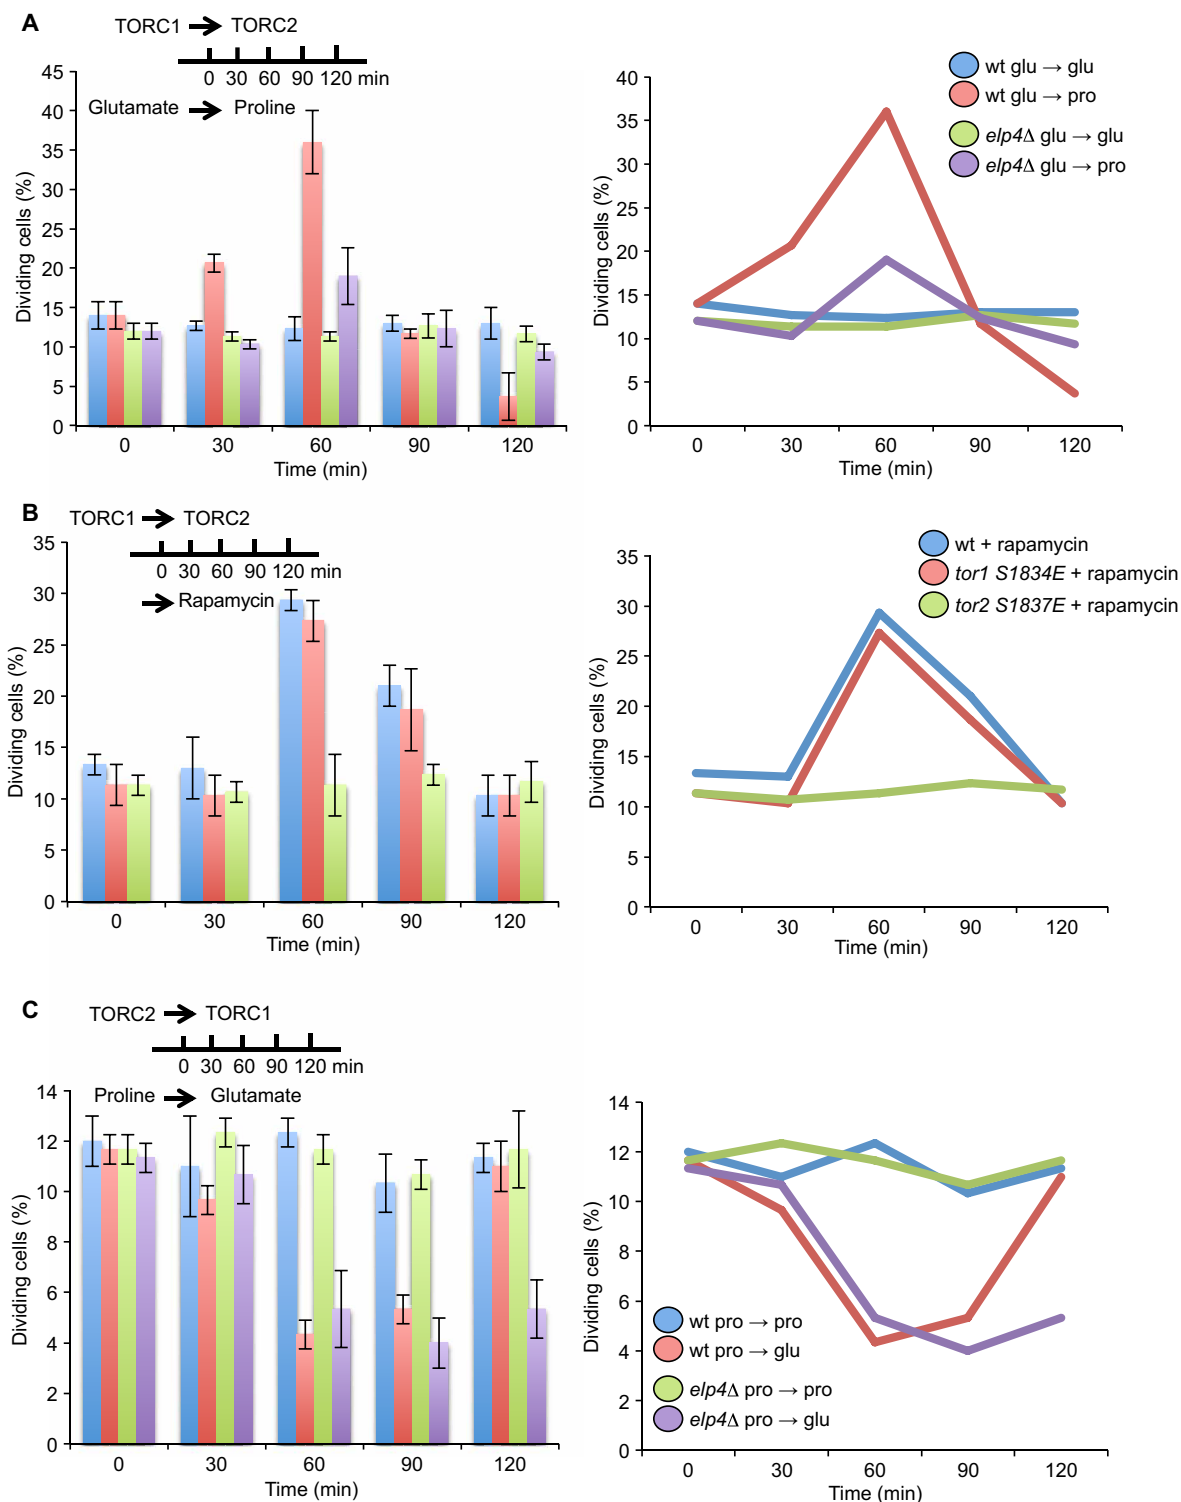 A
TORC1 → TORC2
0 30 60 90 120 min
Glutamate → Proline
Dividing cells (%)
45
40
35
30
25
20
15
10
5
0
0 30 60 90 120
Time (min)
Dividing cells (%)
40
35
30
25
20
15
10
5
0
0 30 60 90 120
Time (min)
wt glu → glu
wt glu → pro
elp4Δ glu → glu
elp4Δ glu → pro
B
TORC1 → TORC2
0 30 60 90 120 min
→ Rapamycin
Dividing cells (%)
35
30
25
20
15
10
5
0
0 30 60 90 120
Time (min)
Dividing cells (%)
35
30
25
20
15
10
5
0
0 30 60 90 120
Time (min)
wt + rapamycin
tor1 S1834E + rapamycin
tor2 S1837E + rapamycin
C
TORC2 → TORC1
0 30 60 90 120 min
Proline → Glutamate
Dividing cells (%)
14
12
10
8
6
4
2
0
0 30 60 90 120
Time (min)
Dividing cells (%)
14
12
10
8
6
4
2
0
0 30 60 90 120
Time (min)
wt pro → pro
wt pro → glu
elp4Δ pro → pro
elp4Δ pro → glu